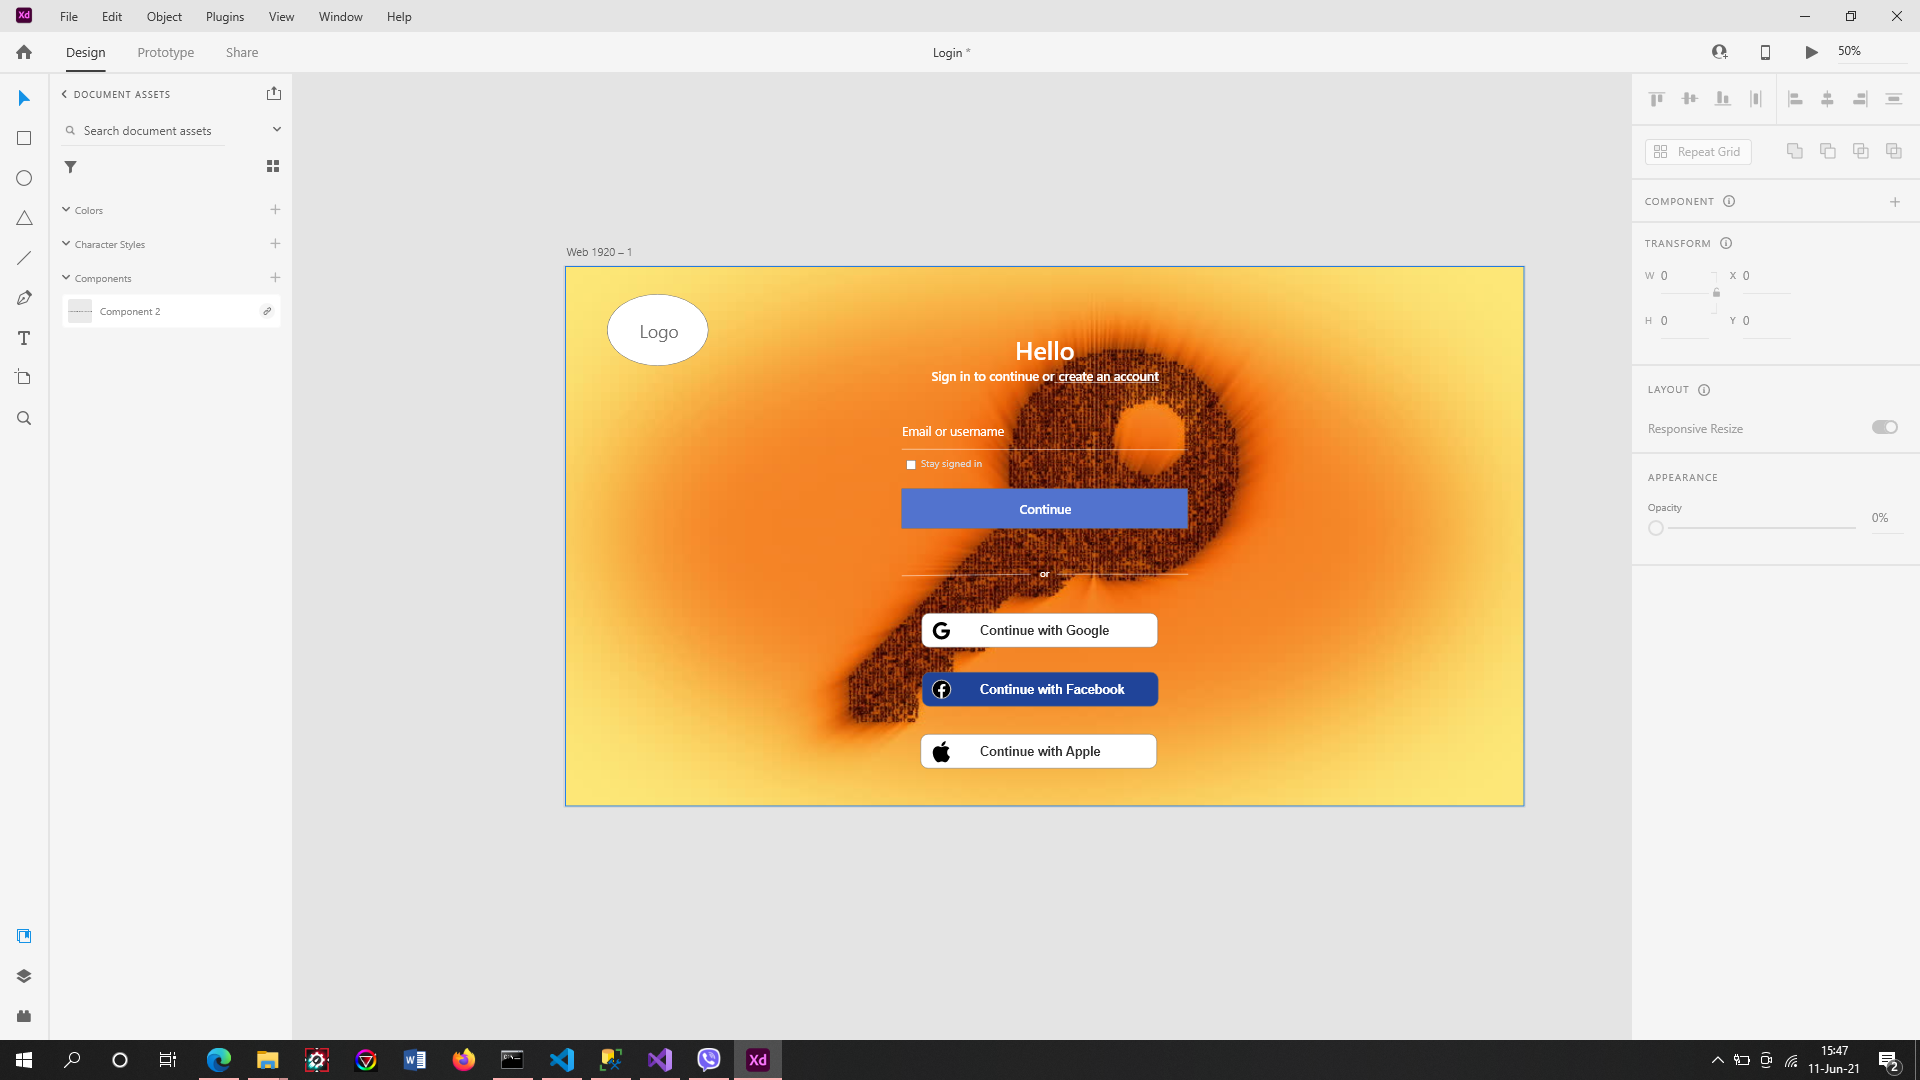 Xd File Edit Object Plugins View Window Help
Design Prototype Share
Login *
50%
DOCUMENT ASSETS
Search document assets
Colors
Character Styles
Components
Component 2
Web 1920 – 1
Logo
Hello
Sign in to continue or create an account
Email or username
Stay signed in
Continue
or
Continue with Google
Continue with Facebook
Continue with Apple
Repeat Grid
COMPONENT
TRANSFORM
W 0 X 0
H 0 Y 0
LAYOUT
Responsive Resize
APPEARANCE
Opacity
0%
Xd
15:47
11-Jun-21
2